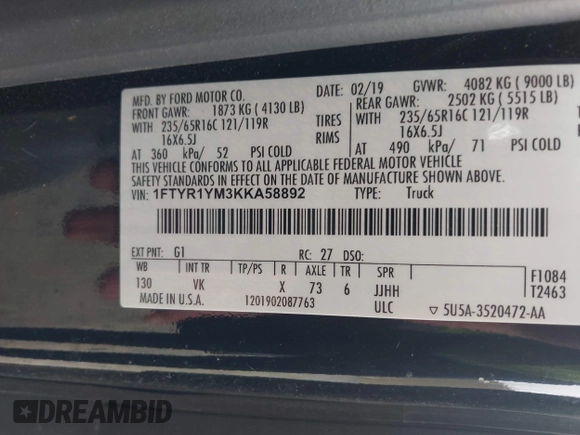 MFD. BY FORD MOTOR CO.
DATE: 02/19 GVWR: 4082 KG (9000 LB)
FRONT GAWR: 1873 KG (4130 LB) REAR GAWR: 2502 KG (5515 LB)
WITH 235/65R16C 121/119R TIRES WITH 235/65R16C 121/119R
16X6.5J RIMS 16X6.5J
AT 360 kPa/ 52 PSI COLD AT 490 kPa/ 71 PSI COLD
THIS VEHICLE CONFORMS TO ALL APPLICABLE FEDERAL MOTOR VEHICLE
SAFETY STANDARDS IN EFFECT ON THE DATE OF MANUFACTURE SHOWN ABOVE.
VIN: 1FTYR1YM3KKA58892 TYPE: Truck
EXT PNT: G1 RC: 27 DSO:
WB INT TR TP/PS R AXLE TR SPR F1084
130 VK X 73 6 JJHH T2463
MADE IN U.S.A. 1201902087763 ULC ▽ 5U5A-3520472-AA
DREAMBID